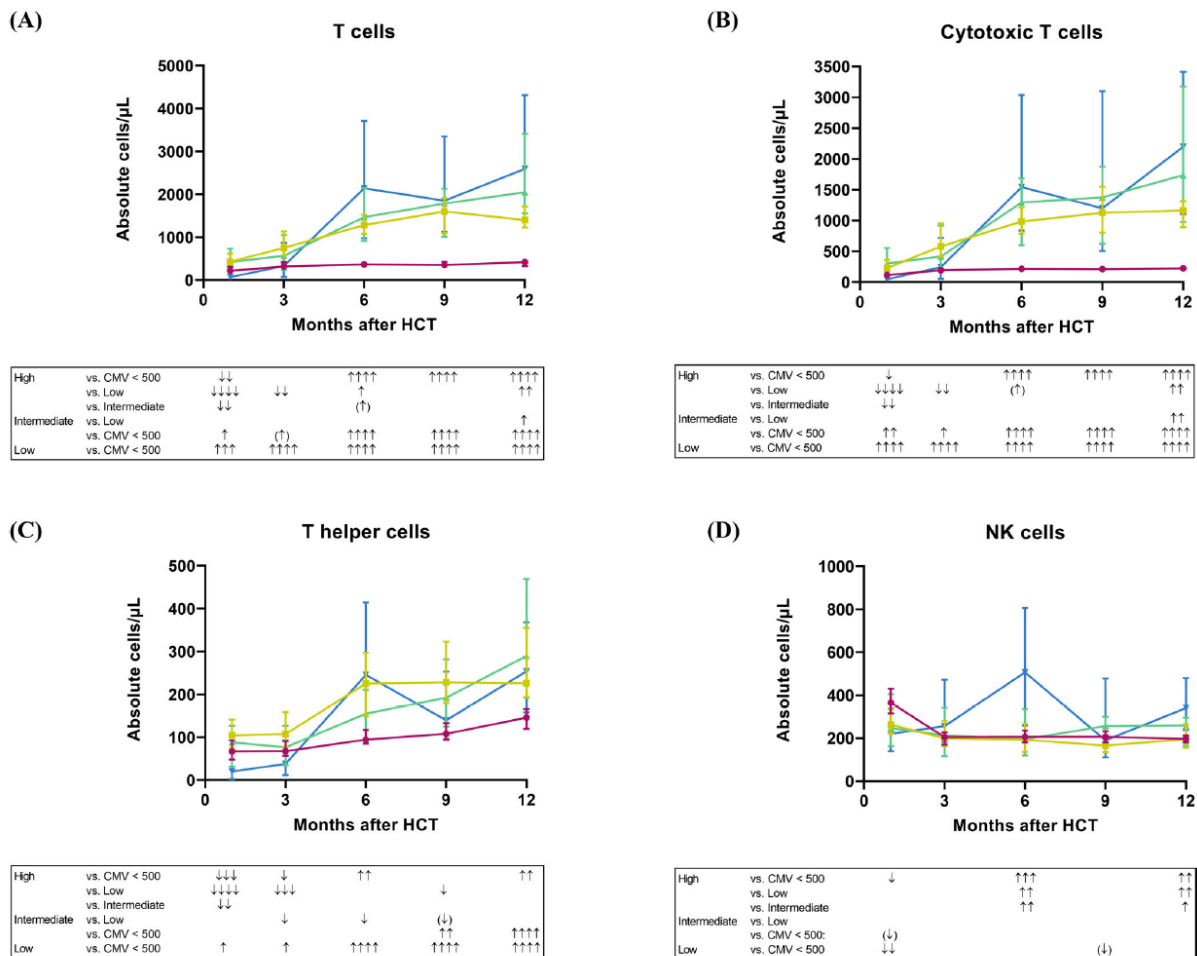 (A)
T cells
Absolute cells/µL
5000
4000
3000
2000
1000
0
0 3 6 9 12
Months after HCT
High vs. CMV < 500 ↓↓ ↑↑↑↑ ↑↑↑↑ ↑↑↑↑
vs. Low ↓↓↓↓ ↓↓ ↑ ↑↑
vs. Intermediate ↓↓ (↑)
Intermediate vs. Low ↑
vs. CMV < 500 ↑ (↑) ↑↑↑↑ ↑↑↑↑ ↑↑↑↑
Low vs. CMV < 500 ↑↑↑ ↑↑↑↑ ↑↑↑↑ ↑↑↑↑ ↑↑↑↑
(B)
Cytotoxic T cells
Absolute cells/µL
3500
3000
2500
2000
1500
1000
500
0
0 3 6 9 12
Months after HCT
High vs. CMV < 500 ↓ ↑↑↑↑ ↑↑↑↑ ↑↑↑↑
vs. Low ↓↓↓↓ ↓↓ (↑) ↑↑
vs. Intermediate ↓↓
Intermediate vs. Low ↑↑
vs. CMV < 500 ↑↑ ↑ ↑↑↑↑ ↑↑↑↑ ↑↑↑↑
Low vs. CMV < 500 ↑↑↑↑ ↑↑↑↑ ↑↑↑↑ ↑↑↑↑ ↑↑↑↑
(C)
T helper cells
Absolute cells/µL
500
400
300
200
100
0
0 3 6 9 12
Months after HCT
High vs. CMV < 500 ↓↓↓ ↓ ↑↑ ↑↑
vs. Low ↓↓↓↓ ↓↓↓ ↓
vs. Intermediate ↓↓
Intermediate vs. Low ↓ ↓ (↓)
vs. CMV < 500 ↑↑ ↑↑↑↑
Low vs. CMV < 500 ↑ ↑ ↑↑↑↑ ↑↑↑↑ ↑↑↑↑
(D)
NK cells
Absolute cells/µL
1000
800
600
400
200
0
0 3 6 9 12
Months after HCT
High vs. CMV < 500 ↓ ↑↑↑ ↑↑
vs. Low ↑↑ ↑↑
vs. Intermediate ↑↑ ↑
Intermediate vs. Low
vs. CMV < 500: (↓)
Low vs. CMV < 500 ↓↓ (↓)